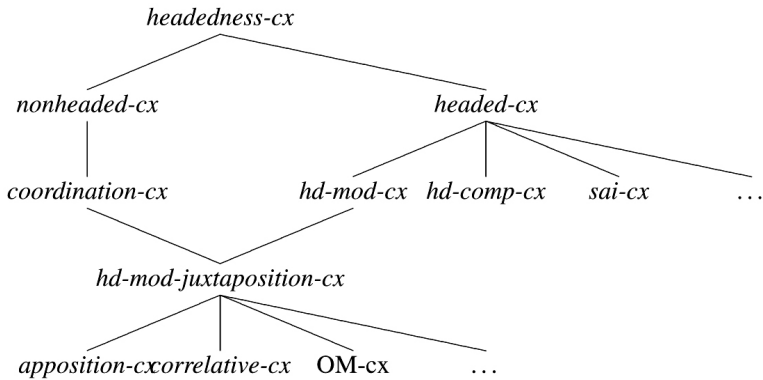 headedness-cx
nonheaded-cx headed-cx
coordination-cx hd-mod-cx hd-comp-cx sai-cx ...
hd-mod-juxtaposition-cx
apposition-cx correlative-cx OM-cx ...